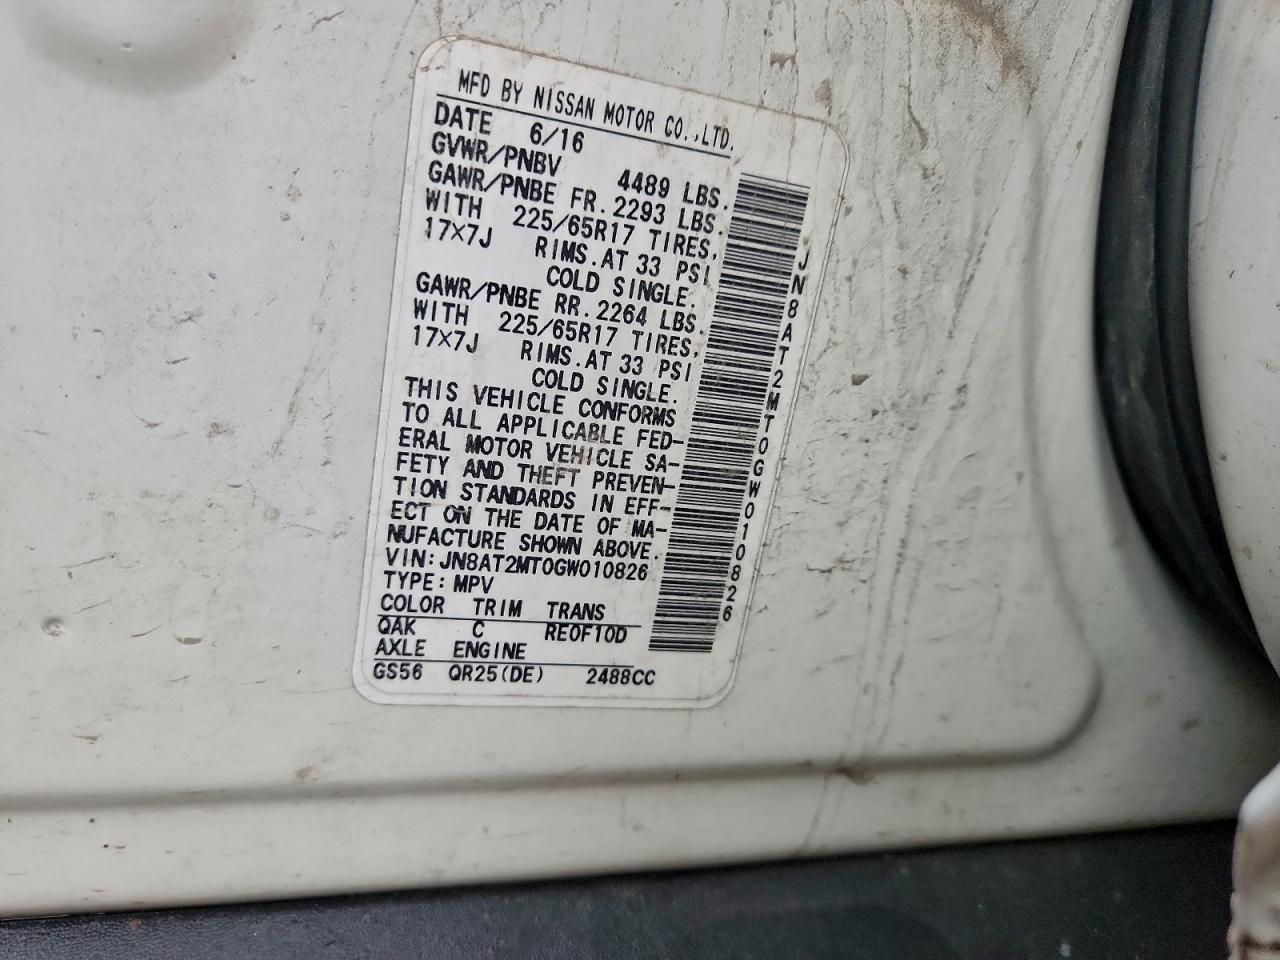 MFD BY NISSAN MOTOR CO.,LTD.
DATE 6/16
GVWR/PNBV 4489 LBS.
GAWR/PNBE FR.2293 LBS.
WITH 225/65R17 TIRES,
17×7J RIMS.AT 33 PSI
COLD SINGLE.
GAWR/PNBE RR.2264 LBS.
WITH 225/65R17 TIRES,
17×7J RIMS.AT 33 PSI
COLD SINGLE.
THIS VEHICLE CONFORMS
TO ALL APPLICABLE FED-
ERAL MOTOR VEHICLE SA-
FETY AND THEFT PREVEN-
TION STANDARDS IN EFF-
ECT ON THE DATE OF MA-
NUFACTURE SHOWN ABOVE.
VIN:JN8AT2MT0GW010826
TYPE:MPV
COLOR TRIM TRANS
QAK C RE0F10D
AXLE ENGINE
GS56 QR25(DE) 2488CC
JN8AT2MT0GW010826